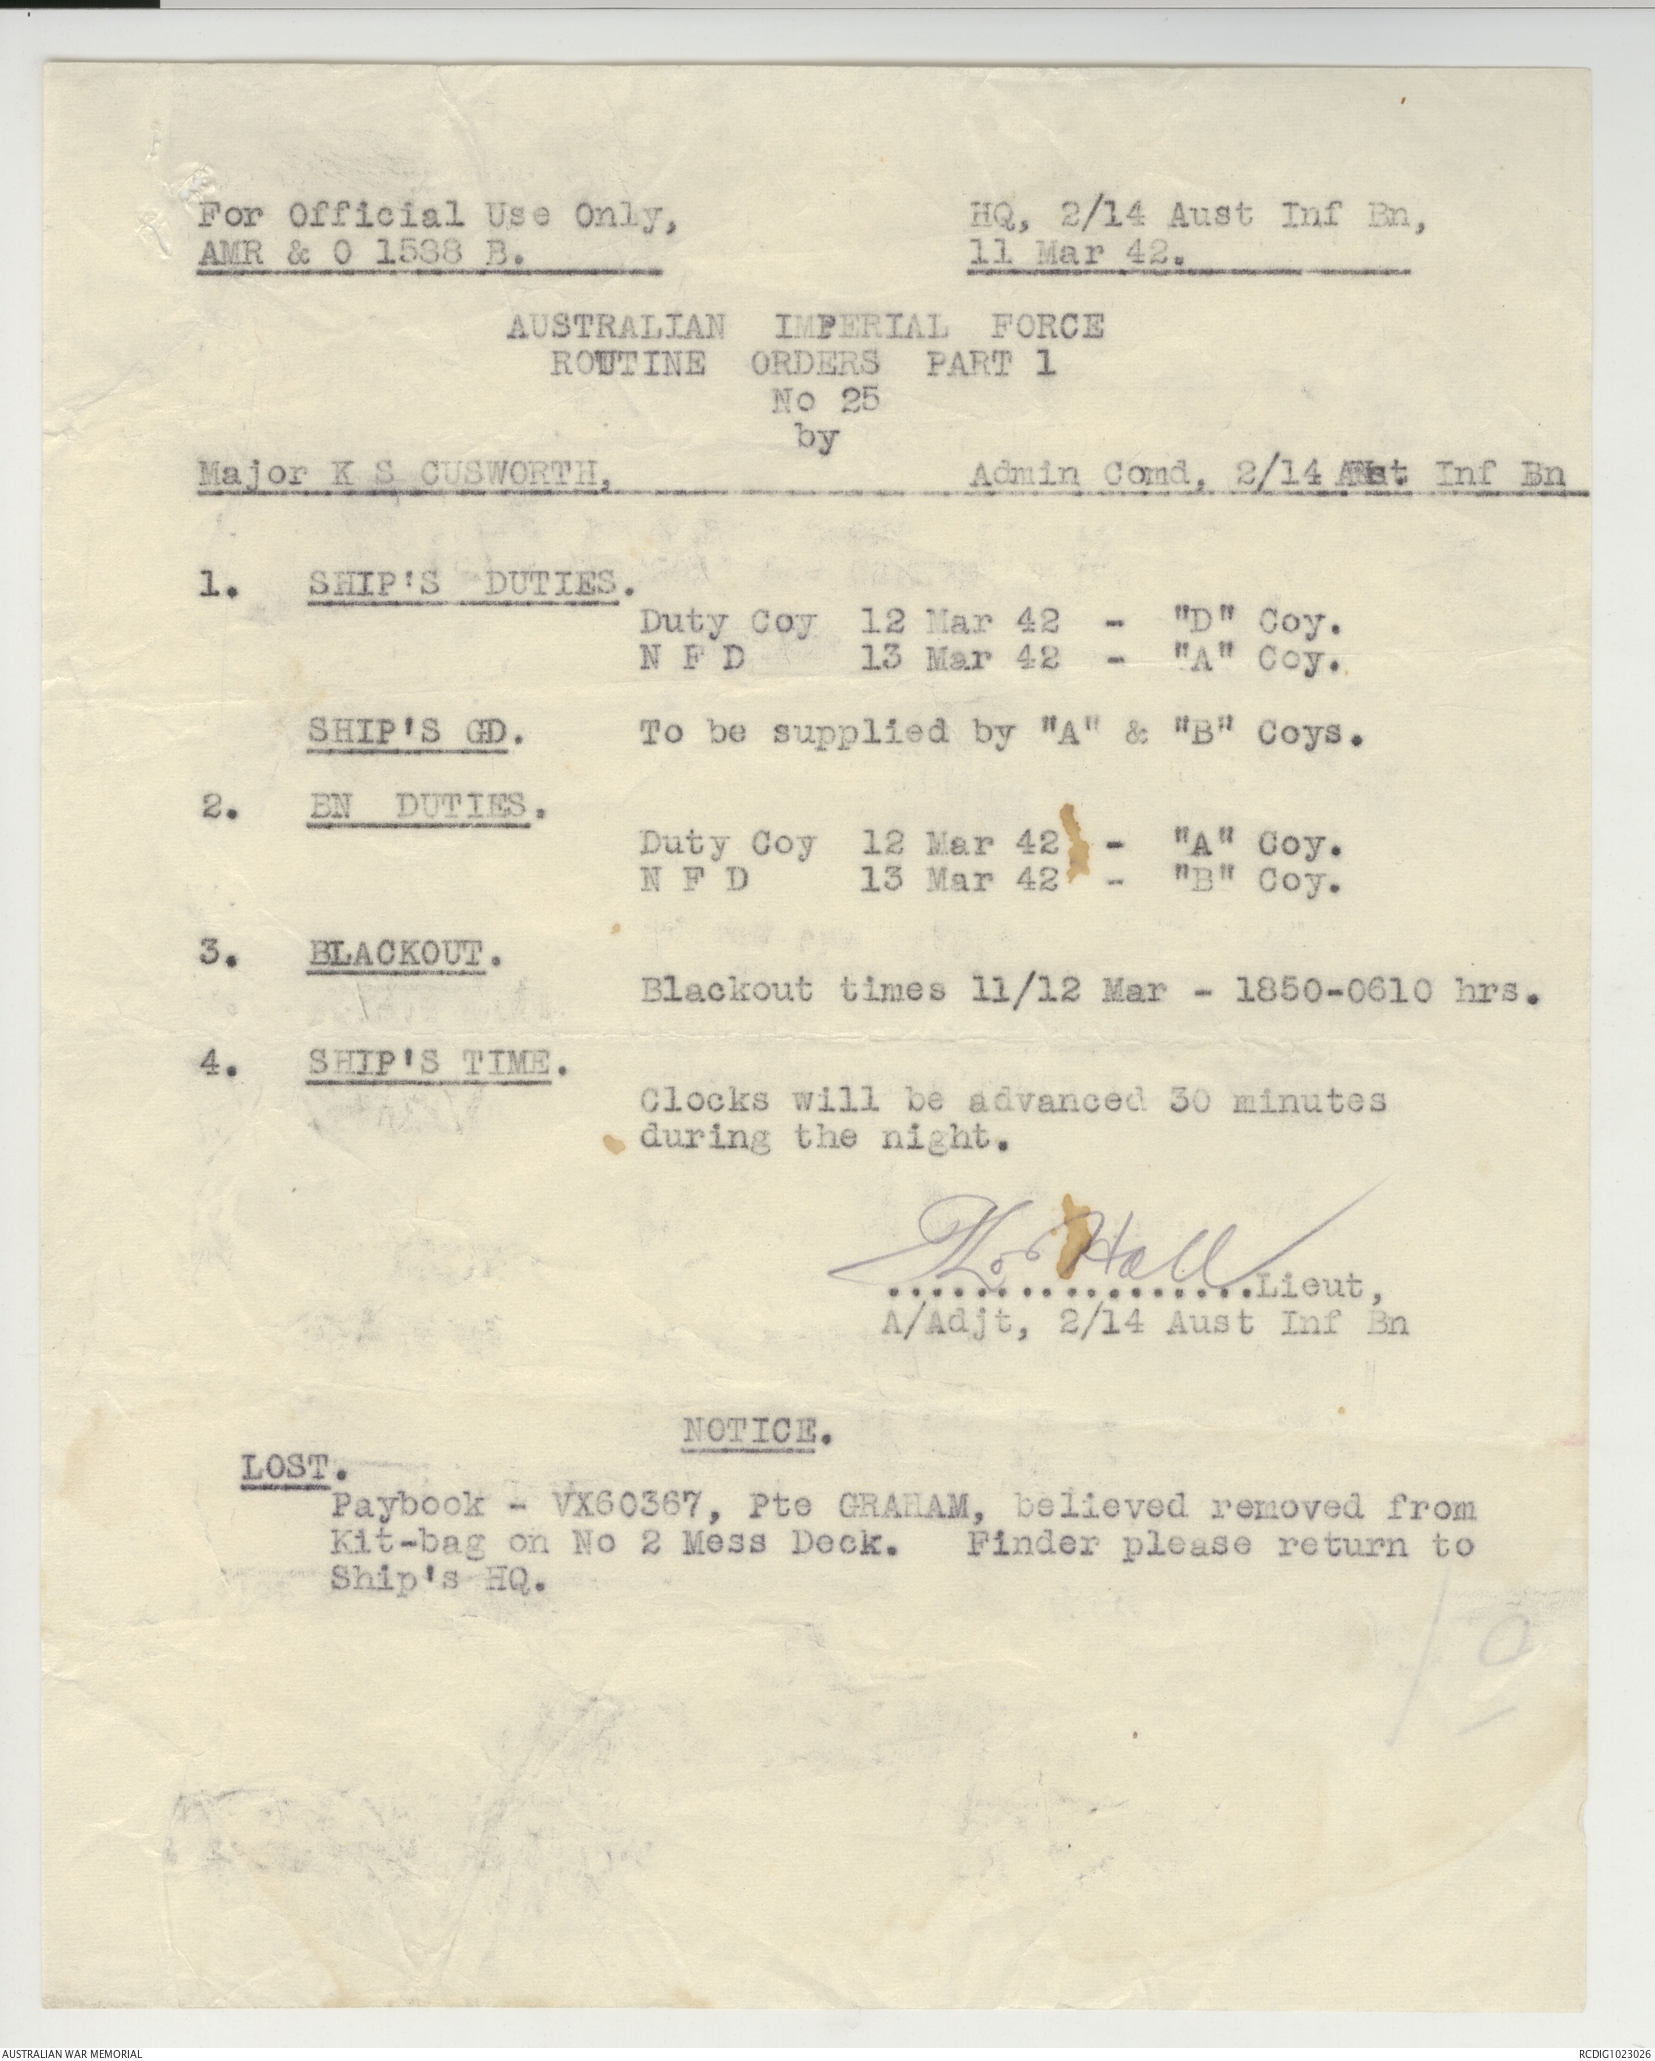 For Official Use Only,
AMR & O 1538 B.
HQ, 2/14 Aust Inf Bn,
11 Mar 42.
AUSTRALIAN IMPERIAL FORCE
ROUTINE ORDERS PART 1
No 25
by
Major K S CUSWORTH, Admin Comd, 2/14 Aust Inf Bn
1. SHIP'S DUTIES.
Duty Coy 12 Mar 42 - "D" Coy.
N F D 13 Mar 42 - "A" Coy.
SHIP'S GD. To be supplied by "A" & "B" Coys.
2. BN DUTIES.
Duty Coy 12 Mar 42 - "A" Coy.
N F D 13 Mar 42 - "B" Coy.
3. BLACKOUT.
Blackout times 11/12 Mar - 1850-0610 hrs.
4. SHIP'S TIME.
Clocks will be advanced 30 minutes
during the night.
Hall
.................Lieut,
A/Adjt, 2/14 Aust Inf Bn
NOTICE.
LOST.
Paybook - VX60367, Pte GRAHAM, believed removed from
Kit-bag on No 2 Mess Deck. Finder please return to
Ship's HQ.
AUSTRALIAN WAR MEMORIAL
RCDIG1023026